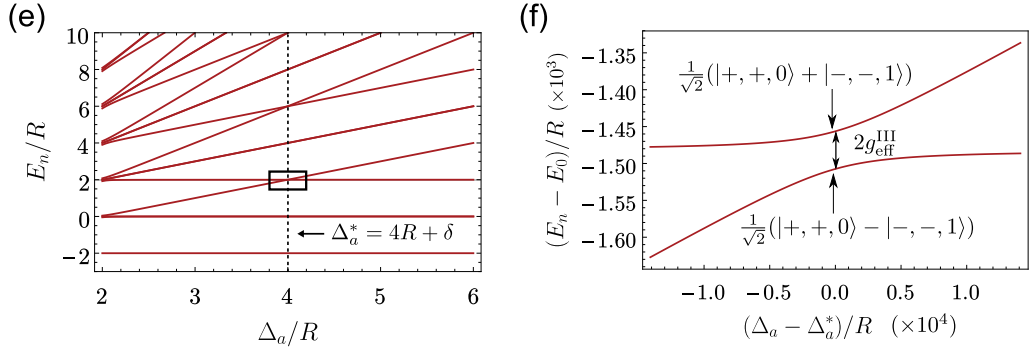 (e)
10
8
6
4
2
0
−2
E_n/R
Δ*_a = 4R + δ
2
3
4
5
6
Δ_a/R
(f)
−1.35
−1.40
−1.45
−1.50
−1.55
−1.60
(E_n − E_0)/R (×10^3)
1/√2(|+, +, 0⟩ + |−, −, 1⟩)
2g^III_eff
1/√2(|+, +, 0⟩ − |−, −, 1⟩)
−1.0
−0.5
0.0
0.5
1.0
(Δ_a − Δ*_a)/R (×10^4)